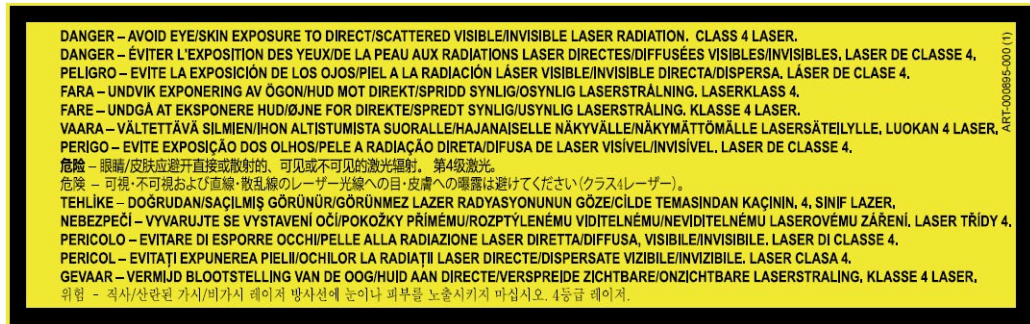 DANGER – AVOID EYE/SKIN EXPOSURE TO DIRECT/SCATTERED VISIBLE/INVISIBLE LASER RADIATION. CLASS 4 LASER.
DANGER – ÉVITER L'EXPOSITION DES YEUX/DE LA PEAU AUX RADIATIONS LASER DIRECTES/DIFFUSÉES VISIBLES/INVISIBLES. LASER DE CLASSE 4.
PELIGRO – EVITE LA EXPOSICIÓN DE LOS OJOS/PIEL A LA RADIACIÓN LÁSER VISIBLE/INVISIBLE DIRECTA/DISPERSA. LÁSER DE CLASE 4.
FARA – UNDVIK EXPONERING AV ÖGON/HUD MOT DIREKT/SPRIDD SYNLIG/OSYNLIG LASERSTRÅLNING. LASERKLASS 4.
FARE – UNDGÅ AT EKSPONERE HUD/ØJNE FOR DIREKTE/SPREDT SYNLIG/USYNLIG LASERSTRÅLING. KLASSE 4 LASER.
VAARA – VÄLTETTÄVÄ SILMIEN/IHON ALTISTUMISTA SUORALLE/HAJANAISELLE NÄKYVÄLLE/NÄKYMÄTTÖMÄLLE LASERSÄTEILYLLE. LUOKAN 4 LASER.
PERIGO – EVITE EXPOSIÇÃO DOS OLHOS/PELE A RADIAÇÃO DIRETA/DIFUSA DE LASER VISÍVEL/INVISÍVEL. LASER DE CLASSE 4.
危险 – 眼睛/皮肤应避开直接或散射的、可见或不可见的激光辐射。 第4级激光。
危険 – 可視・不可視および直線・散乱線のレーザー光線への目・皮膚への曝露は避けてください(クラス4レーザー)。
TEHLİKE – DOĞRUDAN/SAÇILMIŞ GÖRÜNÜR/GÖRÜNMEZ LAZER RADYASYONUNUN GÖZE/CİLDE TEMASINDAN KAÇININ. 4. SINIF LAZER.
NEBEZPEČÍ – VYVARUJTE SE VYSTAVENÍ OČÍ/POKOŽKY PŘÍMÉMU/ROZPTÝLENÉMU VIDITELNÉMU/NEVIDITELNÉMU LASEROVÉMU ZÁŘENÍ. LASER TŘÍDY 4.
PERICOLO – EVITARE DI ESPORRE OCCHI/PELLE ALLA RADIAZIONE LASER DIRETTA/DIFFUSA, VISIBILE/INVISIBILE. LASER DI CLASSE 4.
PERICOL – EVITAȚI EXPUNEREA PIELII/OCHILOR LA RADIAȚII LASER DIRECTE/DISPERSATE VIZIBILE/INVIZIBILE. LASER CLASA 4.
GEVAAR – VERMIJD BLOOTSTELLING VAN DE OOG/HUID AAN DIRECTE/VERSPREIDE ZICHTBARE/ONZICHTBARE LASERSTRALING. KLASSE 4 LASER.
위험 – 직사/산란된 가시/비가시 레이저 방사선에 눈이나 피부를 노출시키지 마십시오. 4등급 레이저.
ART-000895-000 (1)